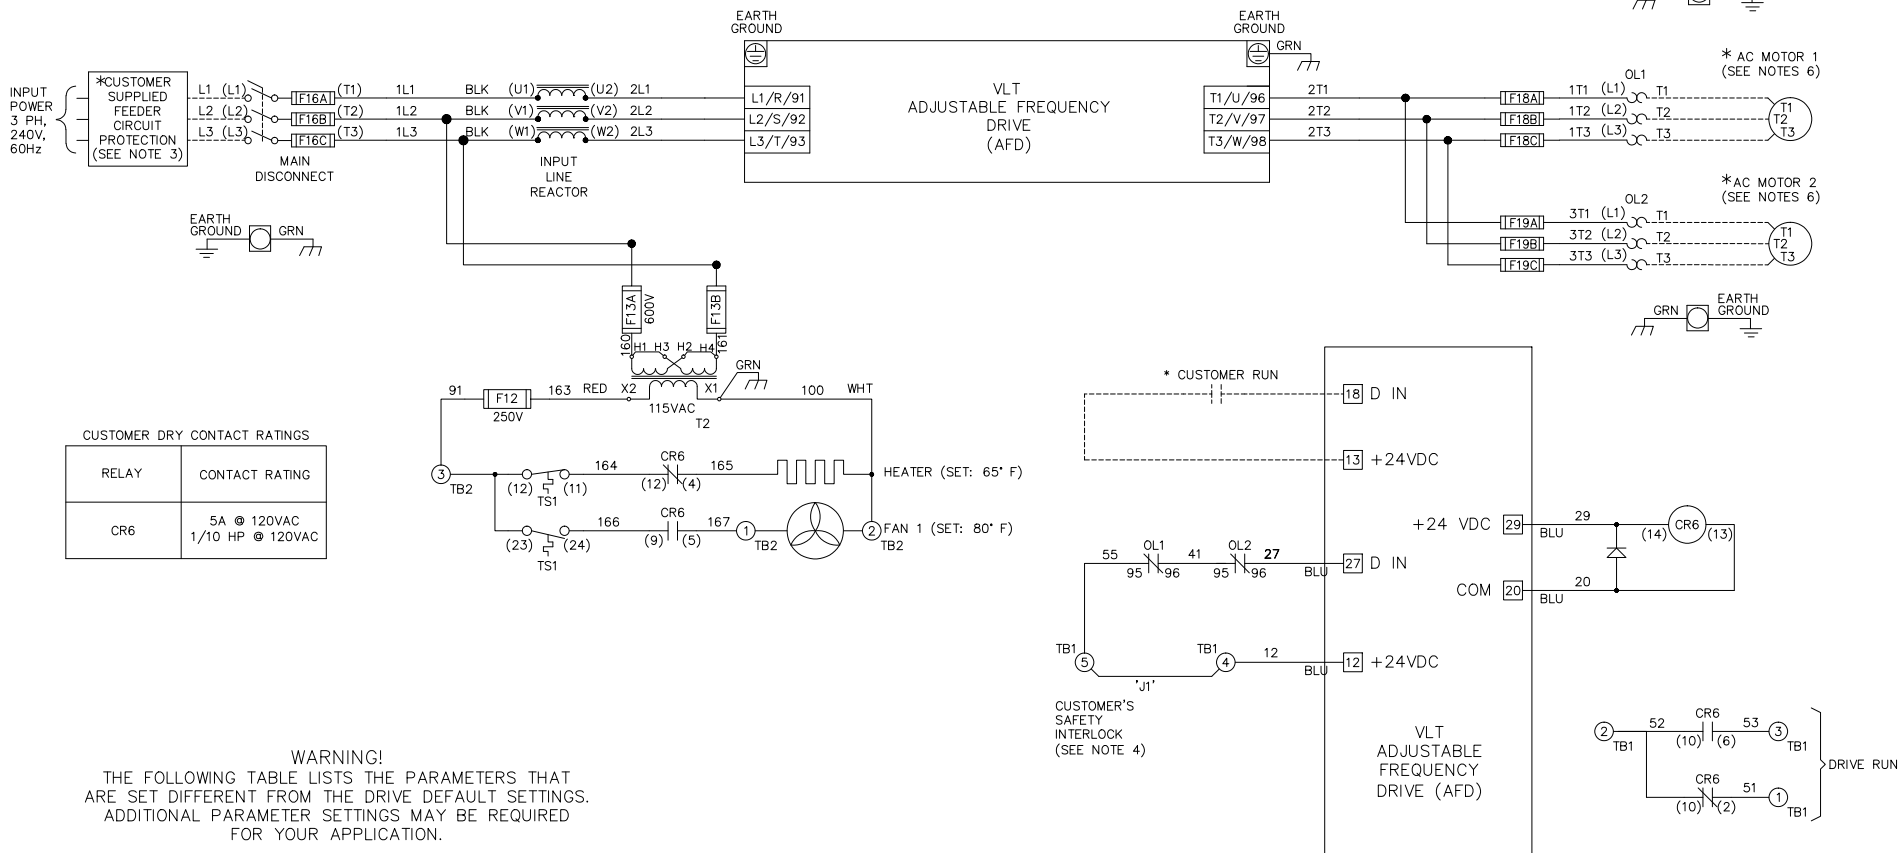 EARTH
GROUND
EARTH
GROUND
GRN
INPUT
POWER
3 PH,
240V,
60Hz
*CUSTOMER
SUPPLIED
FEEDER
CIRCUIT
PROTECTION
(SEE NOTE 3)
L1 (L1) F16A (T1) 1L1 BLK (U1) (U2) 2L1
L2 (L2) F16B (T2) 1L2 BLK (V1) (V2) 2L2
L3 (L3) F16C (T3) 1L3 BLK (W1) (W2) 2L3
MAIN
DISCONNECT
INPUT
LINE
REACTOR
L1/R/91
L2/S/92
L3/T/93
VLT
ADJUSTABLE FREQUENCY
DRIVE
(AFD)
T1/U/96
T2/V/97
T3/W/98
2T1
2T2
2T3
* AC MOTOR 1
(SEE NOTES 6)
OL1
F18A 1T1 (L1) T1
F18B 1T2 (L2) T2
F18C 1T3 (L3) T3
T1
T2
T3
* AC MOTOR 2
(SEE NOTES 6)
OL2
F19A 3T1 (L1) T1
F19B 3T2 (L2) T2
F19C 3T3 (L3) T3
T1
T2
T3
EARTH
GROUND GRN
GRN EARTH
GROUND
F13A
600V
F13B
160
161
H1 H3 H2 H4
GRN
91 F12 163 RED X2 X1 100 WHT
250V
115VAC
T2
3
TB2
(12) (11)
TS1
164
CR6
(12) (4)
165
HEATER (SET: 65° F)
(23) (24)
TS1
166
CR6
(9) (5)
167
1
TB2
2
TB2
FAN 1 (SET: 80° F)
CUSTOMER DRY CONTACT RATINGS
RELAY CONTACT RATING
CR6
5A @ 120VAC
1/10 HP @ 120VAC
* CUSTOMER RUN
18 D IN
13 +24VDC
+24 VDC 29
29
BLU
CR6
(14) (13)
COM 20
20
BLU
55 OL1 41 OL2 27
95 96 95 96
BLU
27 D IN
TB1
5
TB1
4
12
BLU
12 +24VDC
'J1'
CUSTOMER'S
SAFETY
INTERLOCK
(SEE NOTE 4)
VLT
ADJUSTABLE
FREQUENCY
DRIVE (AFD)
2
TB1
52 CR6 53
(10) (6)
3
TB1
CR6 51
(10) (2)
1
TB1
DRIVE RUN
WARNING!
THE FOLLOWING TABLE LISTS THE PARAMETERS THAT
ARE SET DIFFERENT FROM THE DRIVE DEFAULT SETTINGS.
ADDITIONAL PARAMETER SETTINGS MAY BE REQUIRED
FOR YOUR APPLICATION.